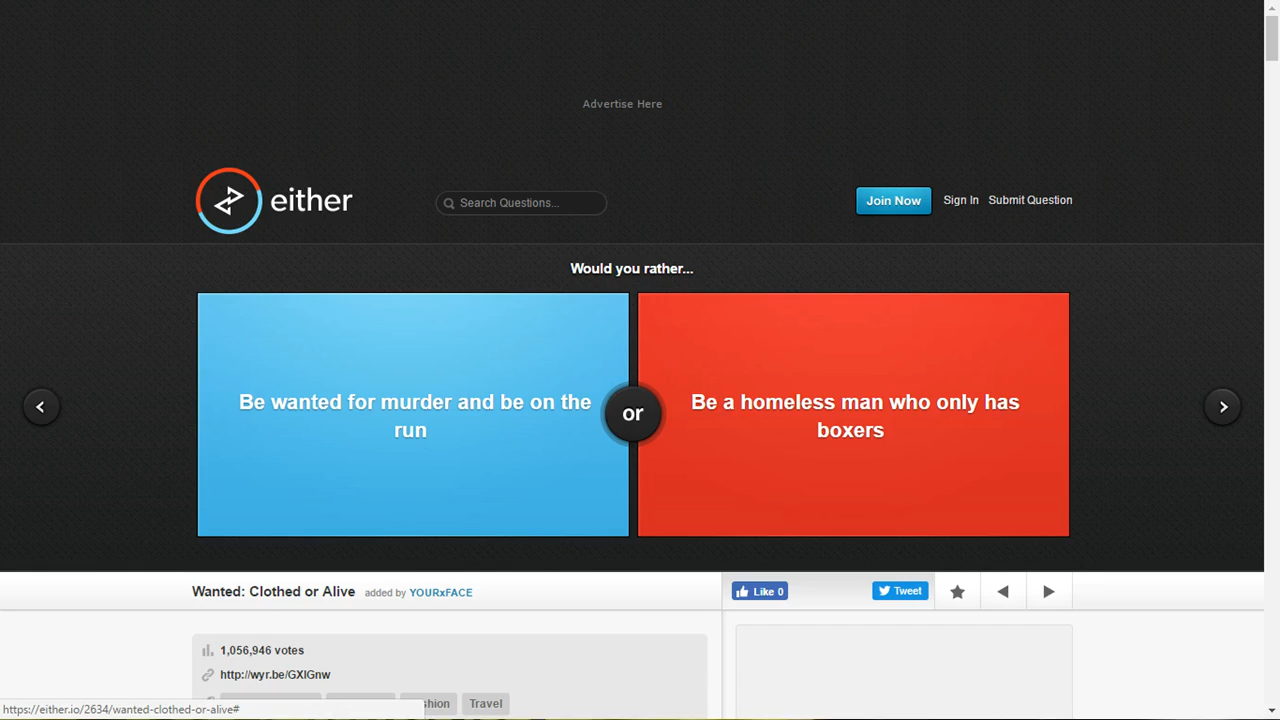 Advertise Here
either
Search Questions...
Join Now
Sign In
Submit Question
Would you rather...
Be wanted for murder and be on the
run
or
Be a homeless man who only has
boxers
Wanted: Clothed or Alive added by YOURxFACE
Like 0
Tweet
1,056,946 votes
http://wyr.be/GXIGnw
Travel
https://either.io/2634/wanted-clothed-or-alive#